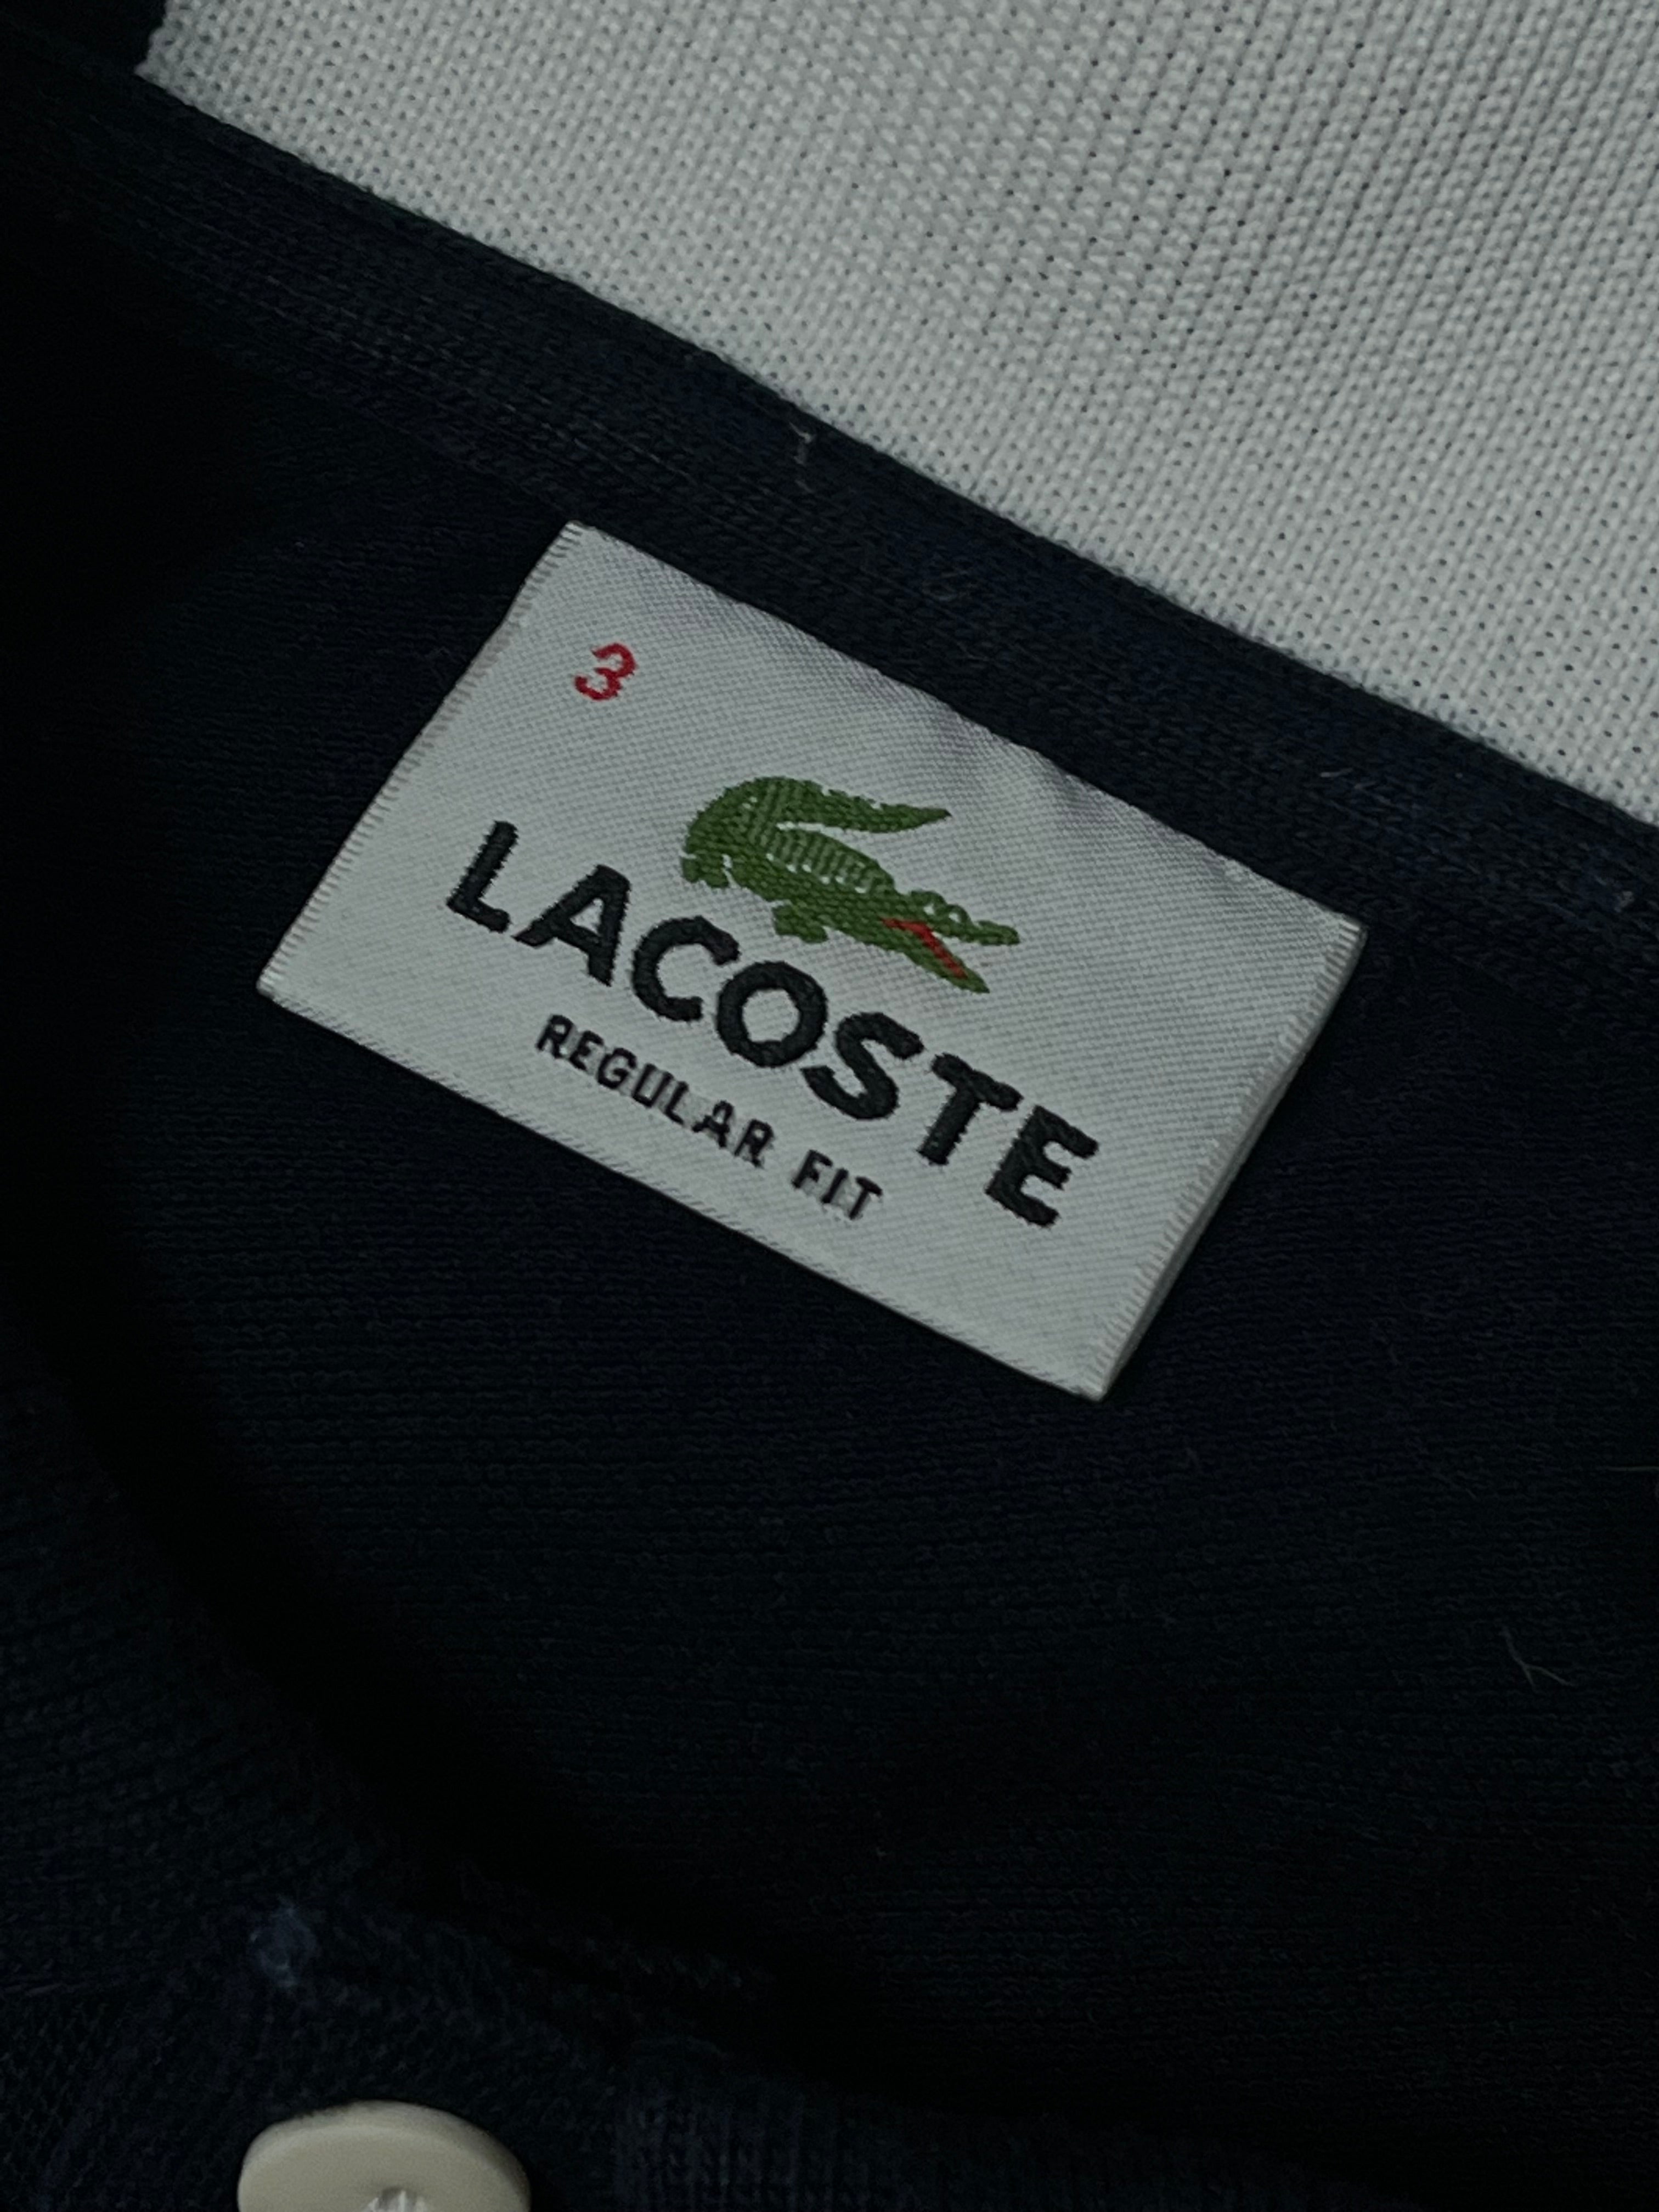 3
LACOSTE
REGULAR FIT